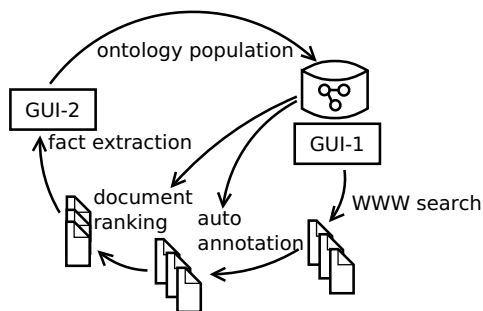 ontology population
GUI-2
GUI-1
fact extraction
document
ranking
WWW search
auto
annotation